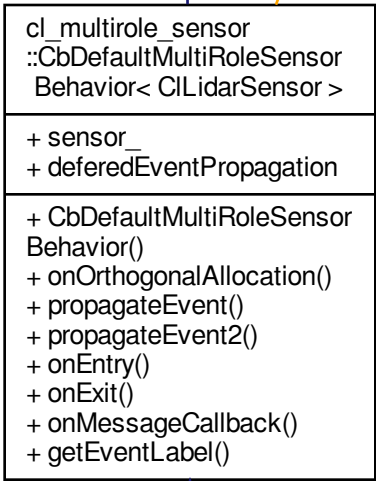 cl_multirole_sensor
::CbDefaultMultiRoleSensor
Behavior< ClLidarSensor >
+ sensor_
+ deferedEventPropagation
+ CbDefaultMultiRoleSensor
Behavior()
+ onOrthogonalAllocation()
+ propagateEvent()
+ propagateEvent2()
+ onEntry()
+ onExit()
+ onMessageCallback()
+ getEventLabel()